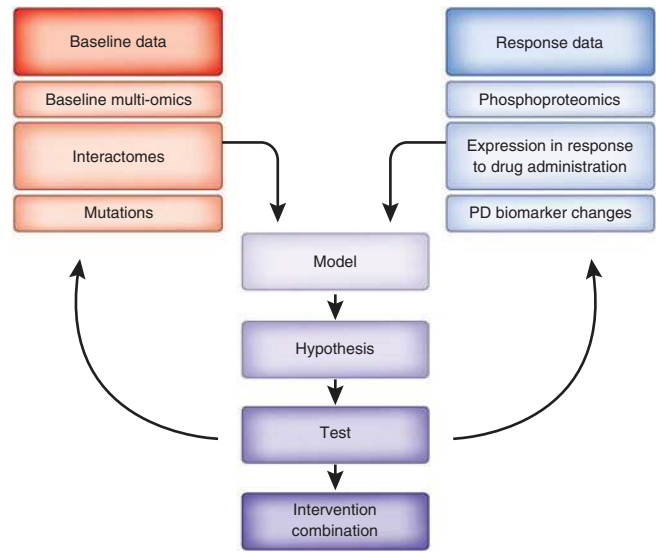 Baseline data
Baseline multi-omics
Interactomes
Mutations
Response data
Phosphoproteomics
Expression in response
to drug administration
PD biomarker changes
Model
Hypothesis
Test
Intervention
combination